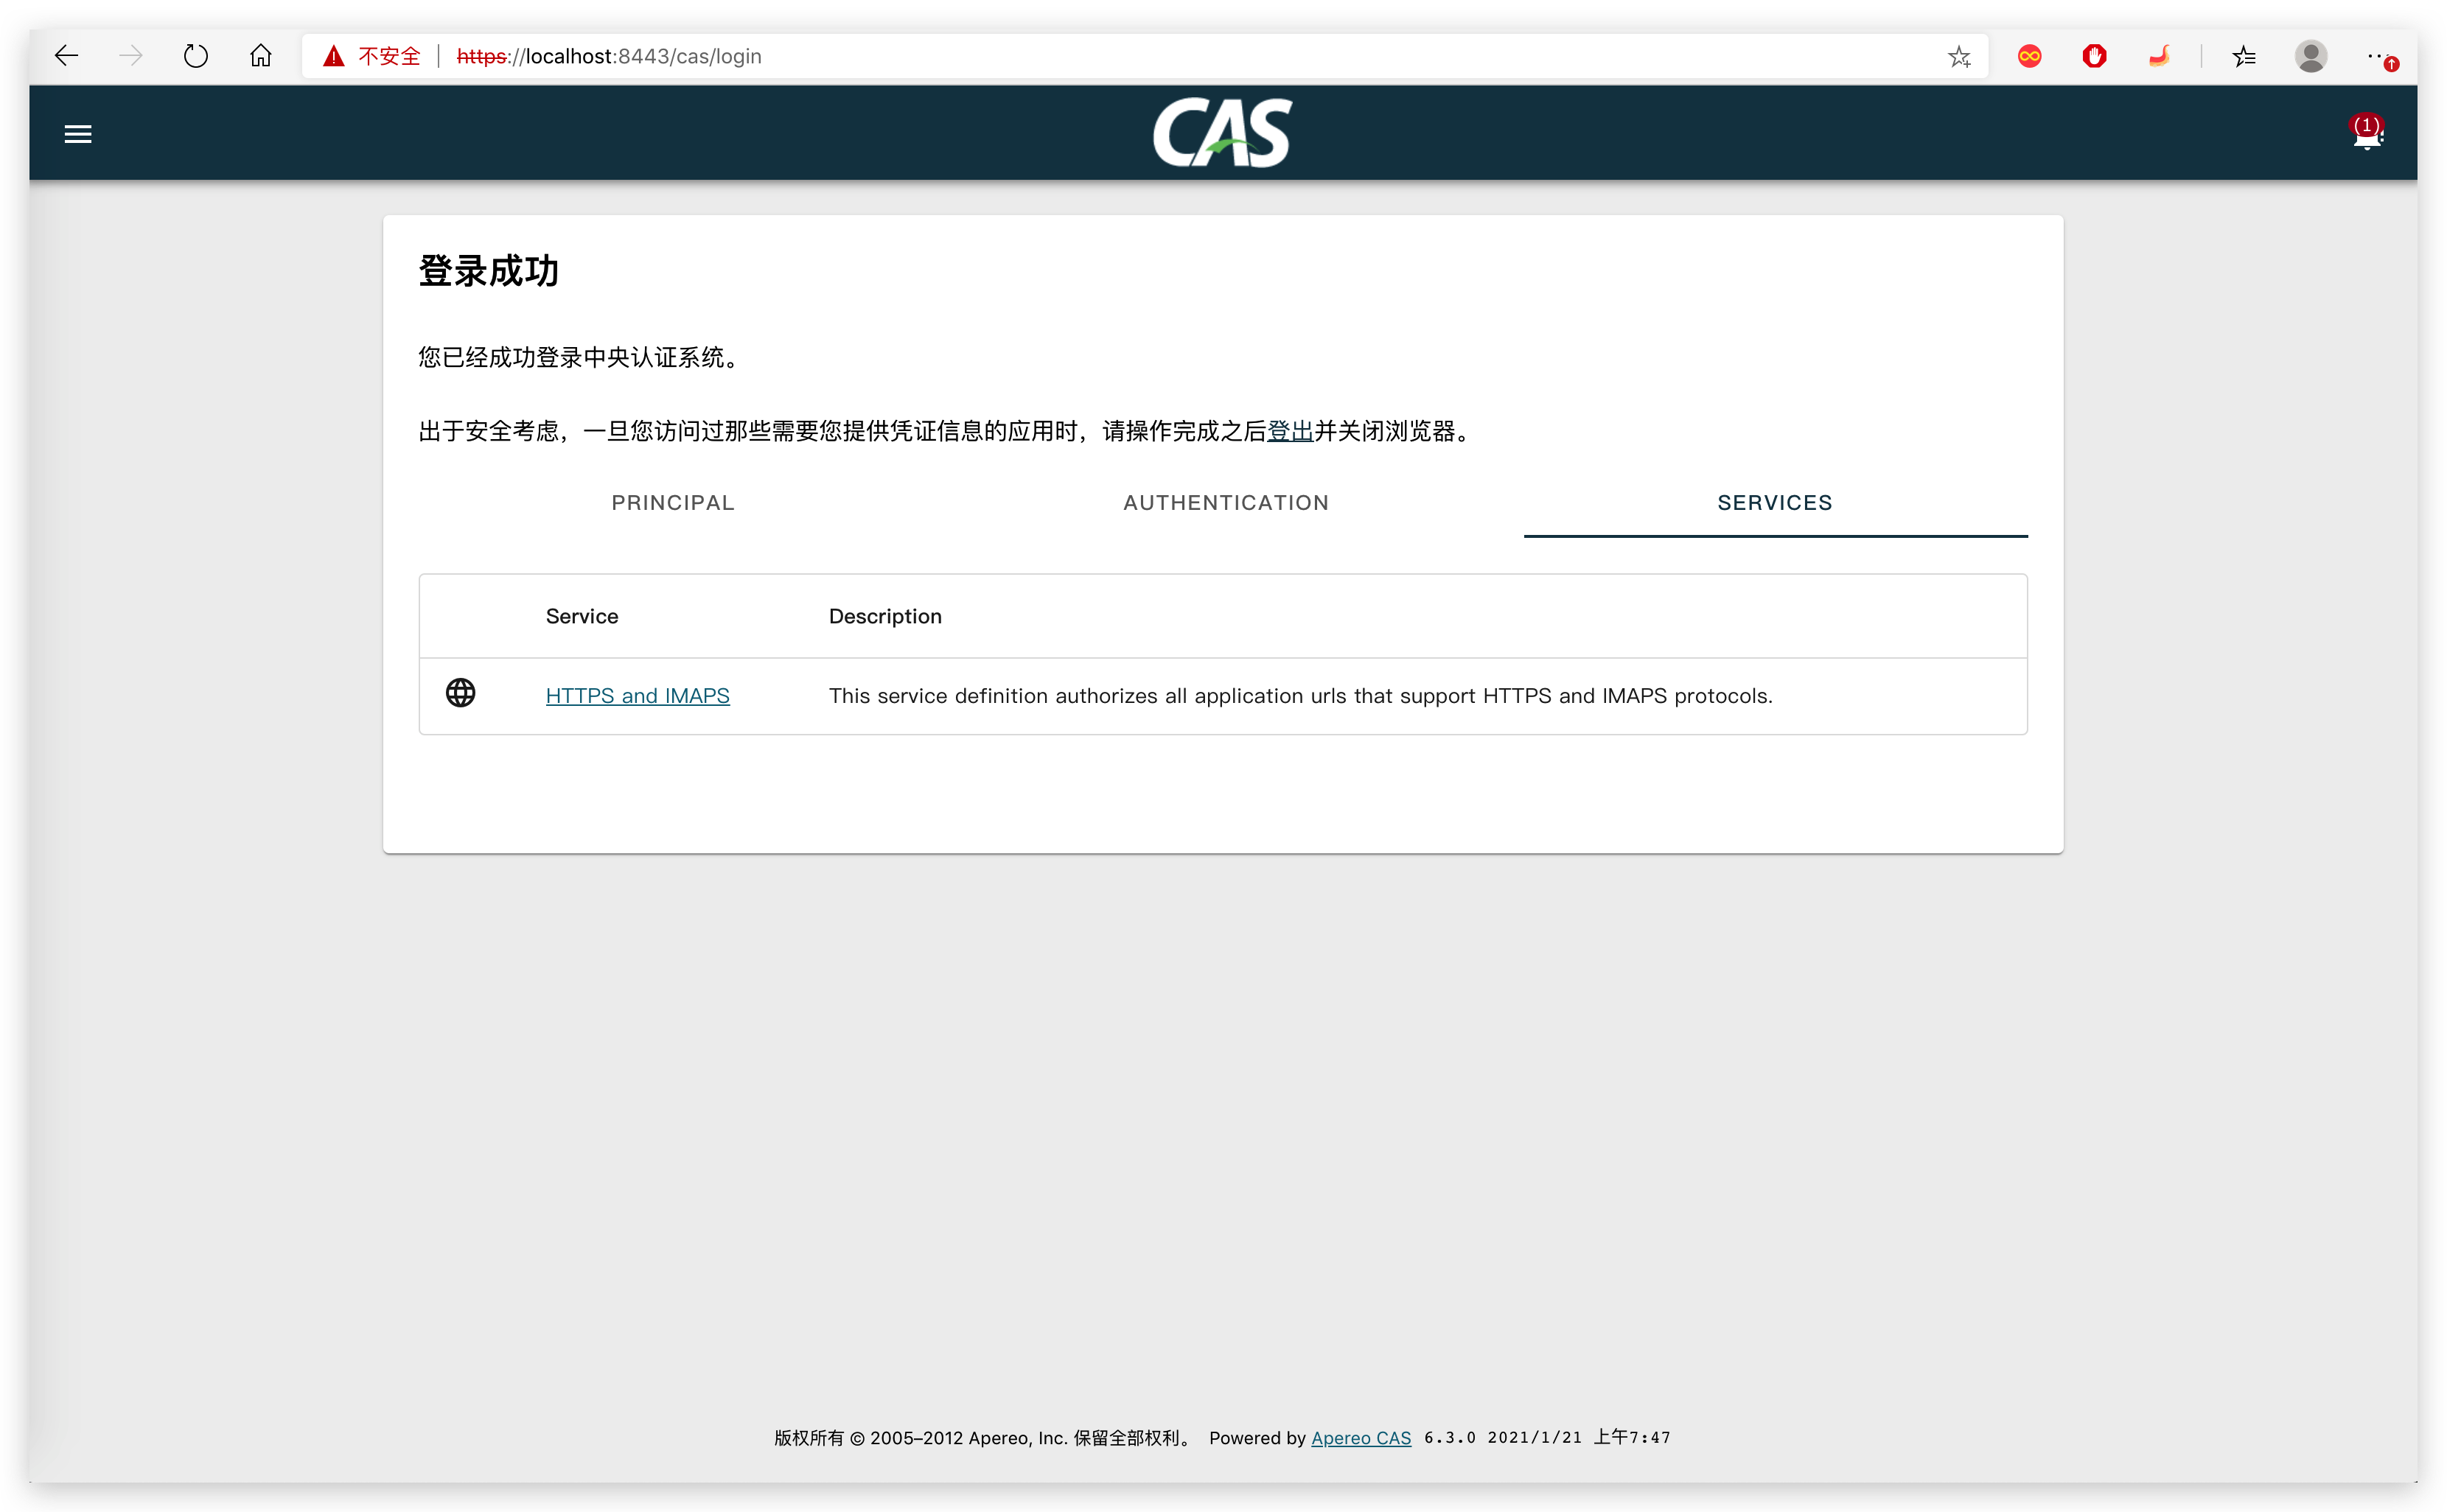 不安全 https://localhost:8443/cas/login
CAS
(1)
登录成功
您已经成功登录中央认证系统。
出于安全考虑，一旦您访问过那些需要您提供凭证信息的应用时，请操作完成之后登出并关闭浏览器。
PRINCIPAL AUTHENTICATION SERVICES
Service Description
HTTPS and IMAPS This service definition authorizes all application urls that support HTTPS and IMAPS protocols.
版权所有 © 2005–2012 Apereo, Inc. 保留全部权利。 Powered by Apereo CAS 6.3.0 2021/1/21 上午7:47